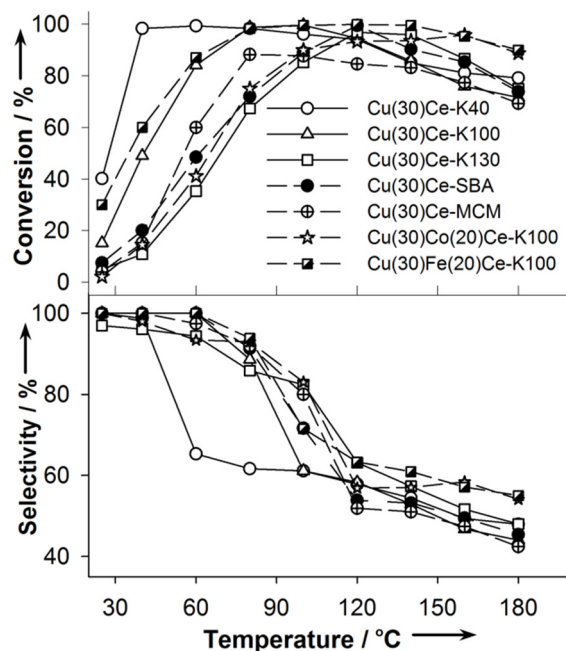 Conversion / %
100
80
60
40
20
0
Cu(30)Ce-K40
Cu(30)Ce-K100
Cu(30)Ce-K130
Cu(30)Ce-SBA
Cu(30)Ce-MCM
Cu(30)Co(20)Ce-K100
Cu(30)Fe(20)Ce-K100
Selectivity / %
100
80
60
40
30 60 90 120 150 180
Temperature / °C